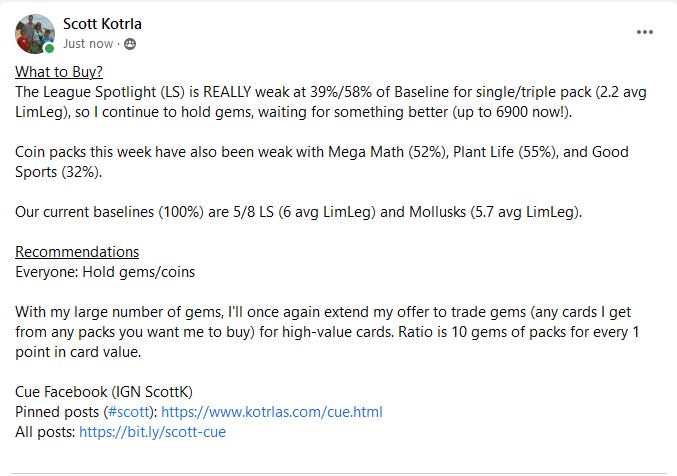 Scott Kotrla
Just now ·
What to Buy?
The League Spotlight (LS) is REALLY weak at 39%/58% of Baseline for single/triple pack (2.2 avg
LimLeg), so I continue to hold gems, waiting for something better (up to 6900 now!).
Coin packs this week have also been weak with Mega Math (52%), Plant Life (55%), and Good
Sports (32%).
Our current baselines (100%) are 5/8 LS (6 avg LimLeg) and Mollusks (5.7 avg LimLeg).
Recommendations
Everyone: Hold gems/coins
With my large number of gems, I'll once again extend my offer to trade gems (any cards I get
from any packs you want me to buy) for high-value cards. Ratio is 10 gems of packs for every 1
point in card value.
Cue Facebook (IGN ScottK)
Pinned posts (#scott): https://www.kotrlas.com/cue.html
All posts: https://bit.ly/scott-cue